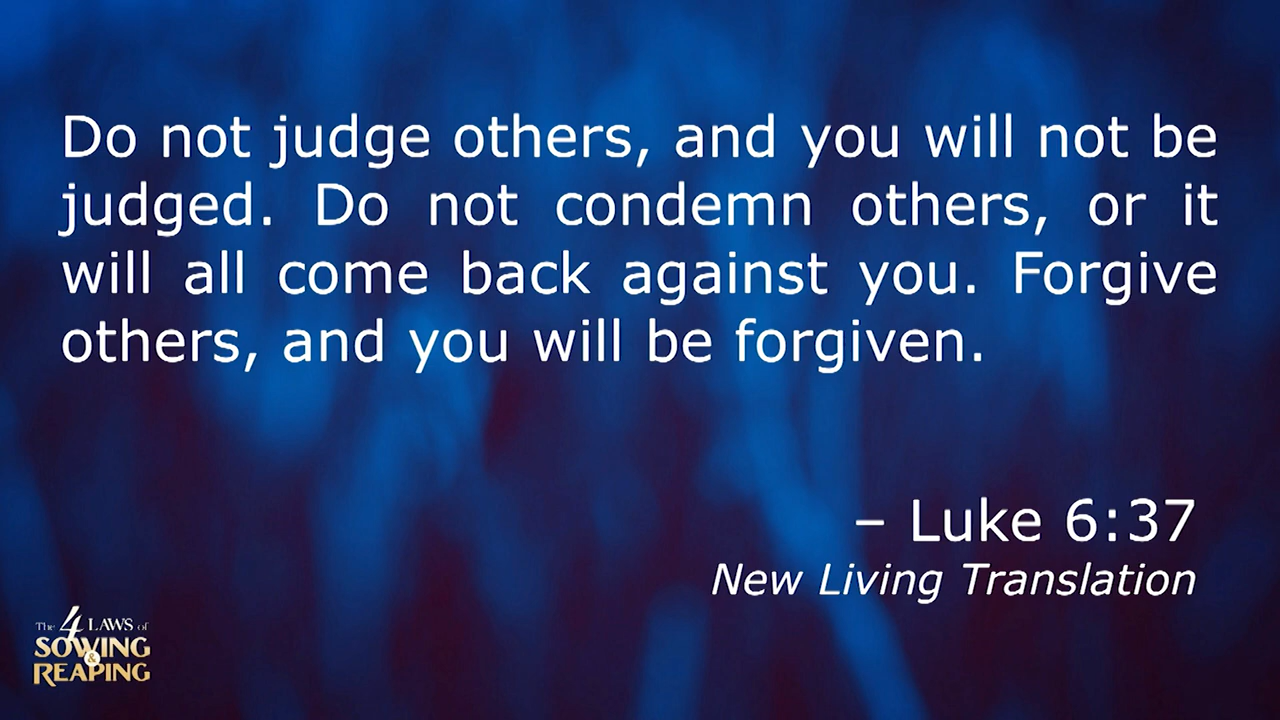 Do not judge others, and you will not be
judged. Do not condemn others, or it
will all come back against you. Forgive
others, and you will be forgiven.
– Luke 6:37
New Living Translation
The 4 LAWS of
SOWING
&
REAPING